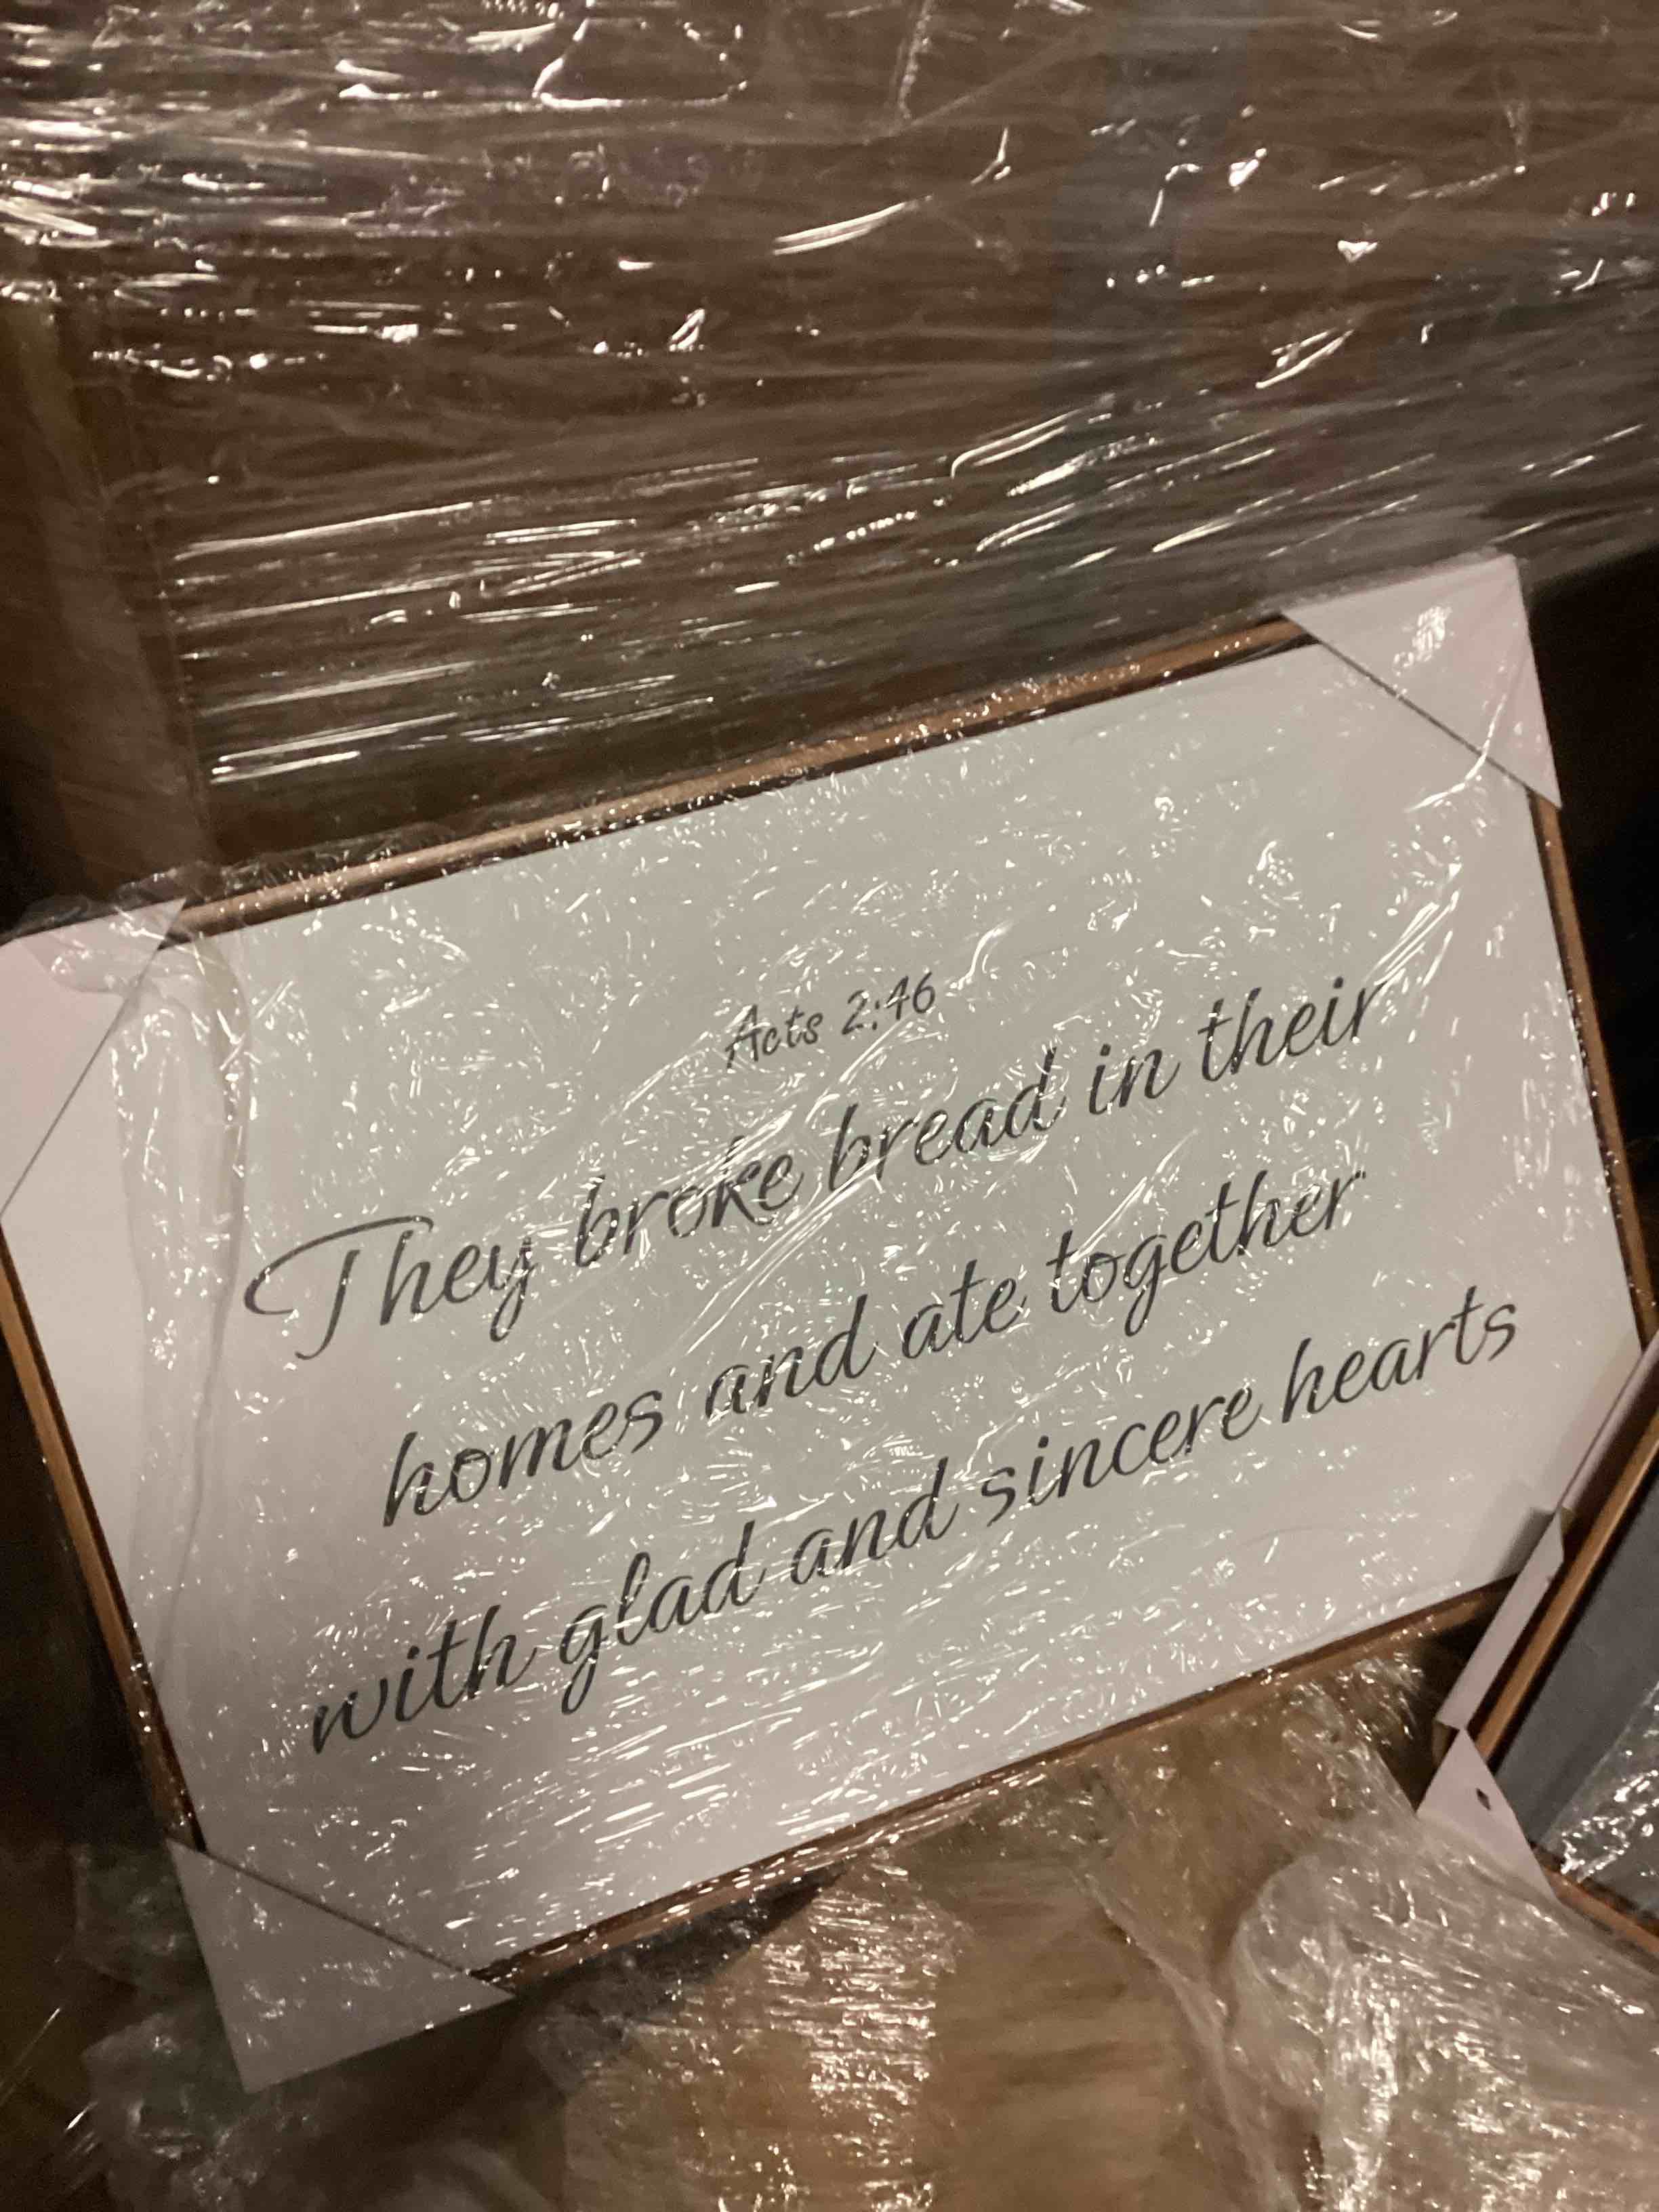 Acts 2:46
They broke bread in their
homes and ate together
with glad and sincere hearts